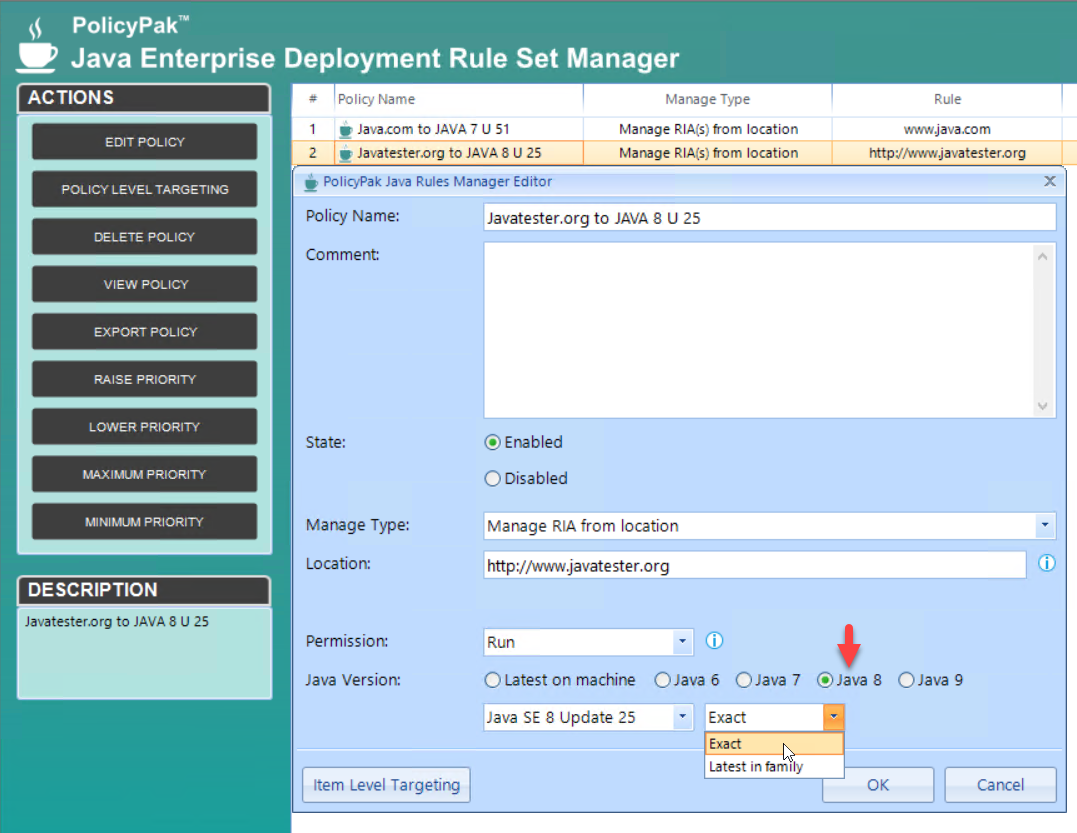 PolicyPak™
Java Enterprise Deployment Rule Set Manager
ACTIONS
EDIT POLICY
POLICY LEVEL TARGETING
DELETE POLICY
VIEW POLICY
EXPORT POLICY
RAISE PRIORITY
LOWER PRIORITY
MAXIMUM PRIORITY
MINIMUM PRIORITY
DESCRIPTION
Javatester.org to JAVA 8 U 25
# Policy Name Manage Type Rule
1 Java.com to JAVA 7 U 51 Manage RIA(s) from location www.java.com
2 Javatester.org to JAVA 8 U 25 Manage RIA(s) from location http://www.javatester.org
PolicyPak Java Rules Manager Editor
Policy Name: Javatester.org to JAVA 8 U 25
Comment:
State: Enabled
Disabled
Manage Type: Manage RIA from location
Location: http://www.javatester.org
Permission: Run
Java Version: Latest on machine Java 6 Java 7 Java 8 Java 9
Java SE 8 Update 25 Exact
Exact
Latest in family
Item Level Targeting OK Cancel